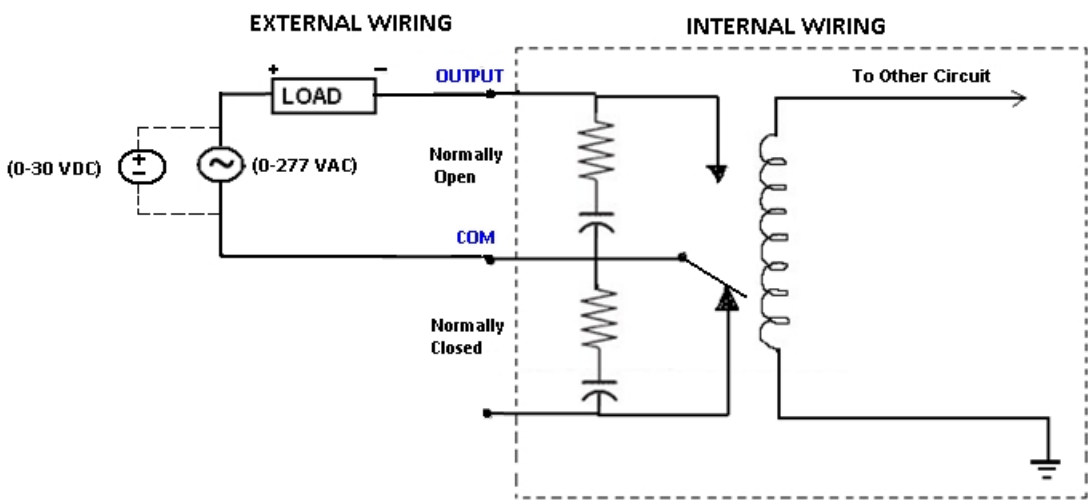 EXTERNAL WIRING
INTERNAL WIRING
+ −
OUTPUT
To Other Circuit
LOAD
(0-30 VDC)
+
−
(0-277 VAC)
Normally
Open
COM
Normally
Closed